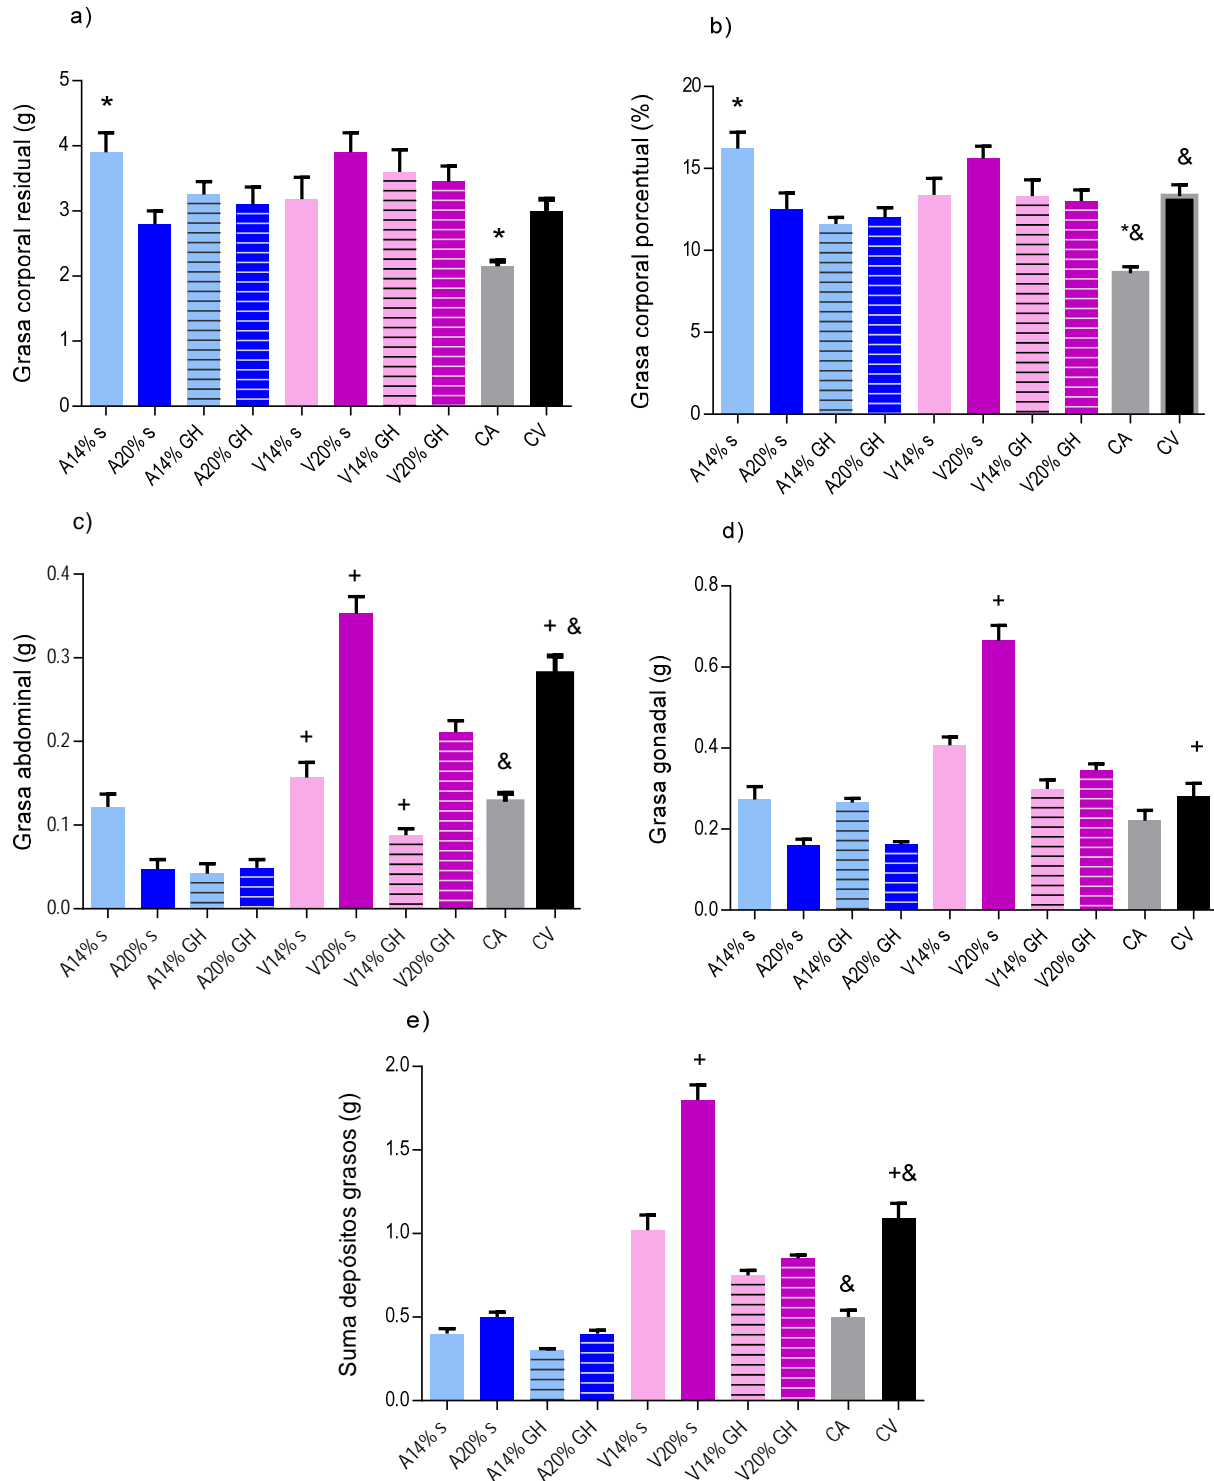 a)
Grasa corporal residual (g)
5
4
3
2
1
0
*
*
A14% s
A20% s
A14% GH
A20% GH
V14% s
V20% s
V14% GH
V20% GH
CA
CV
b)
Grasa corporal porcentual (%)
20
15
10
5
0
*
*&
&
A14% s
A20% s
A14% GH
A20% GH
V14% s
V20% s
V14% GH
V20% GH
CA
CV
c)
Grasa abdominal (g)
0.4
0.3
0.2
0.1
0.0
+
+
+
&
+ &
A14% s
A20% s
A14% GH
A20% GH
V14% s
V20% s
V14% GH
V20% GH
CA
CV
d)
Grasa gonadal (g)
0.8
0.6
0.4
0.2
0.0
+
+
A14% s
A20% s
A14% GH
A20% GH
V14% s
V20% s
V14% GH
V20% GH
CA
CV
e)
Suma depósitos grasos (g)
2.0
1.5
1.0
0.5
0.0
+
&
+&
A14% s
A20% s
A14% GH
A20% GH
V14% s
V20% s
V14% GH
V20% GH
CA
CV